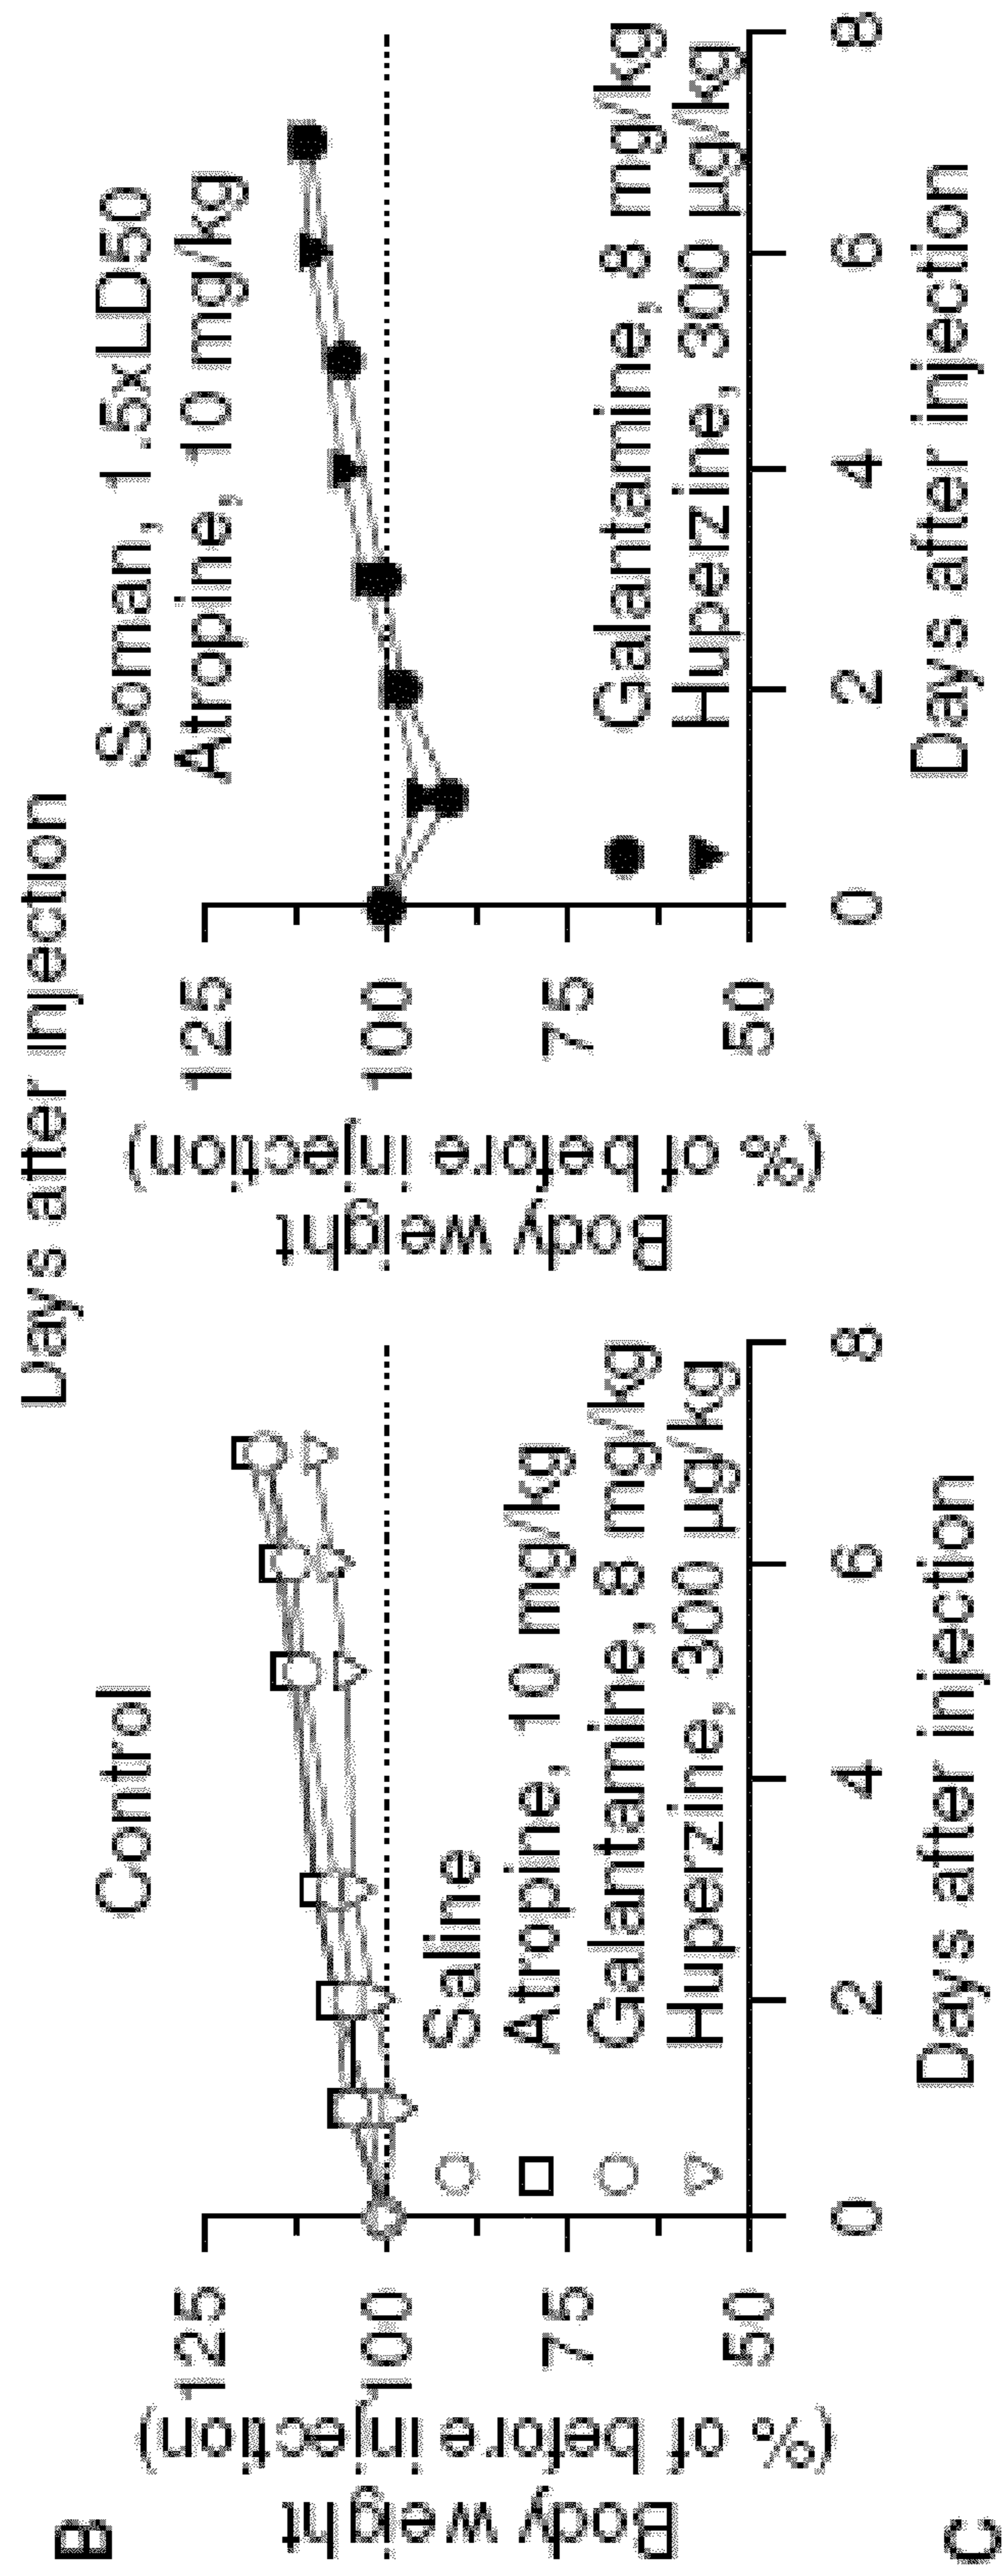 Days after injection
B
Control
Body weight
(% of before injection)
125
100
75
50
Saline
Atropine, 10 mg/kg
Galantamine, 8 mg/kg
Huperzine, 300 µg/kg
0
2
4
6
8
Days after injection
Soman, 1.5xLD50
Atropine, 10 mg/kg
Body weight
(% of before injection)
125
100
75
50
Galantamine, 8 mg/kg
Huperzine, 300 µg/kg
0
2
4
6
8
Days after injection
C